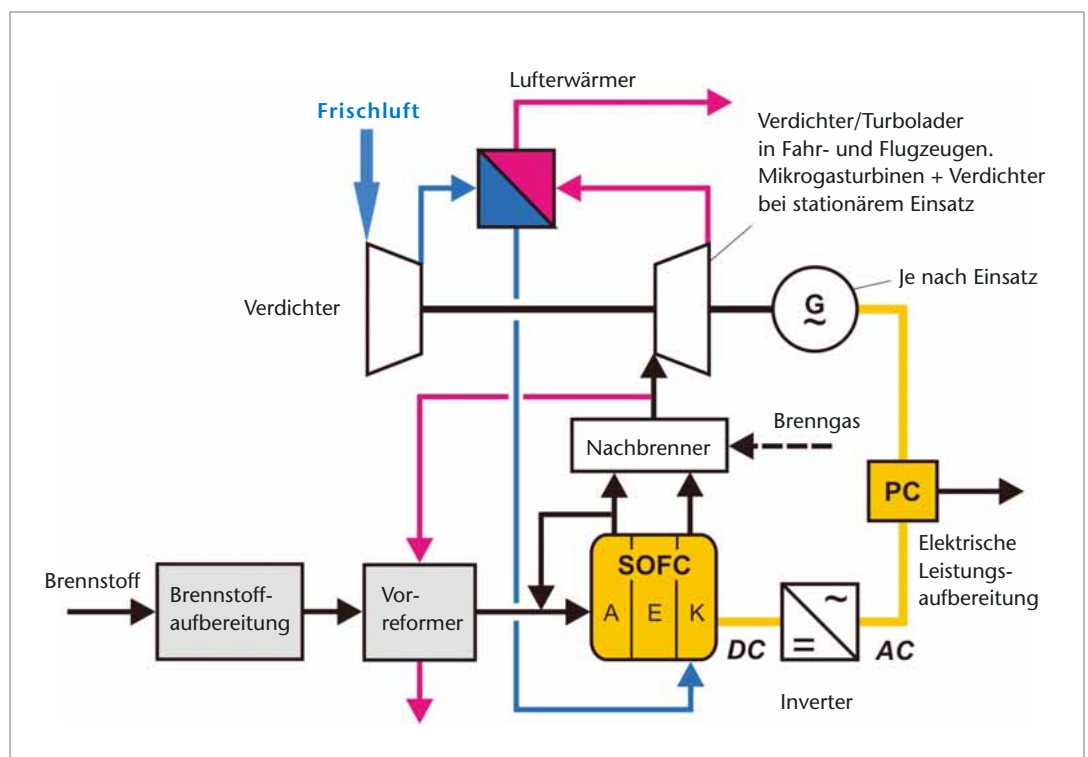 Lufterwärmer
Frischluft
Verdichter/Turbolader
in Fahr- und Flugzeugen.
Mikrogasturbinen + Verdichter
bei stationärem Einsatz
Verdichter
G
~
Je nach Einsatz
Brenngas
Nachbrenner
PC
Elektrische
Leistungs-
aufbereitung
Brennstoff
Brennstoff-
aufbereitung
Vor-
reformer
SOFC
A E K
DC
~
=
AC
Inverter